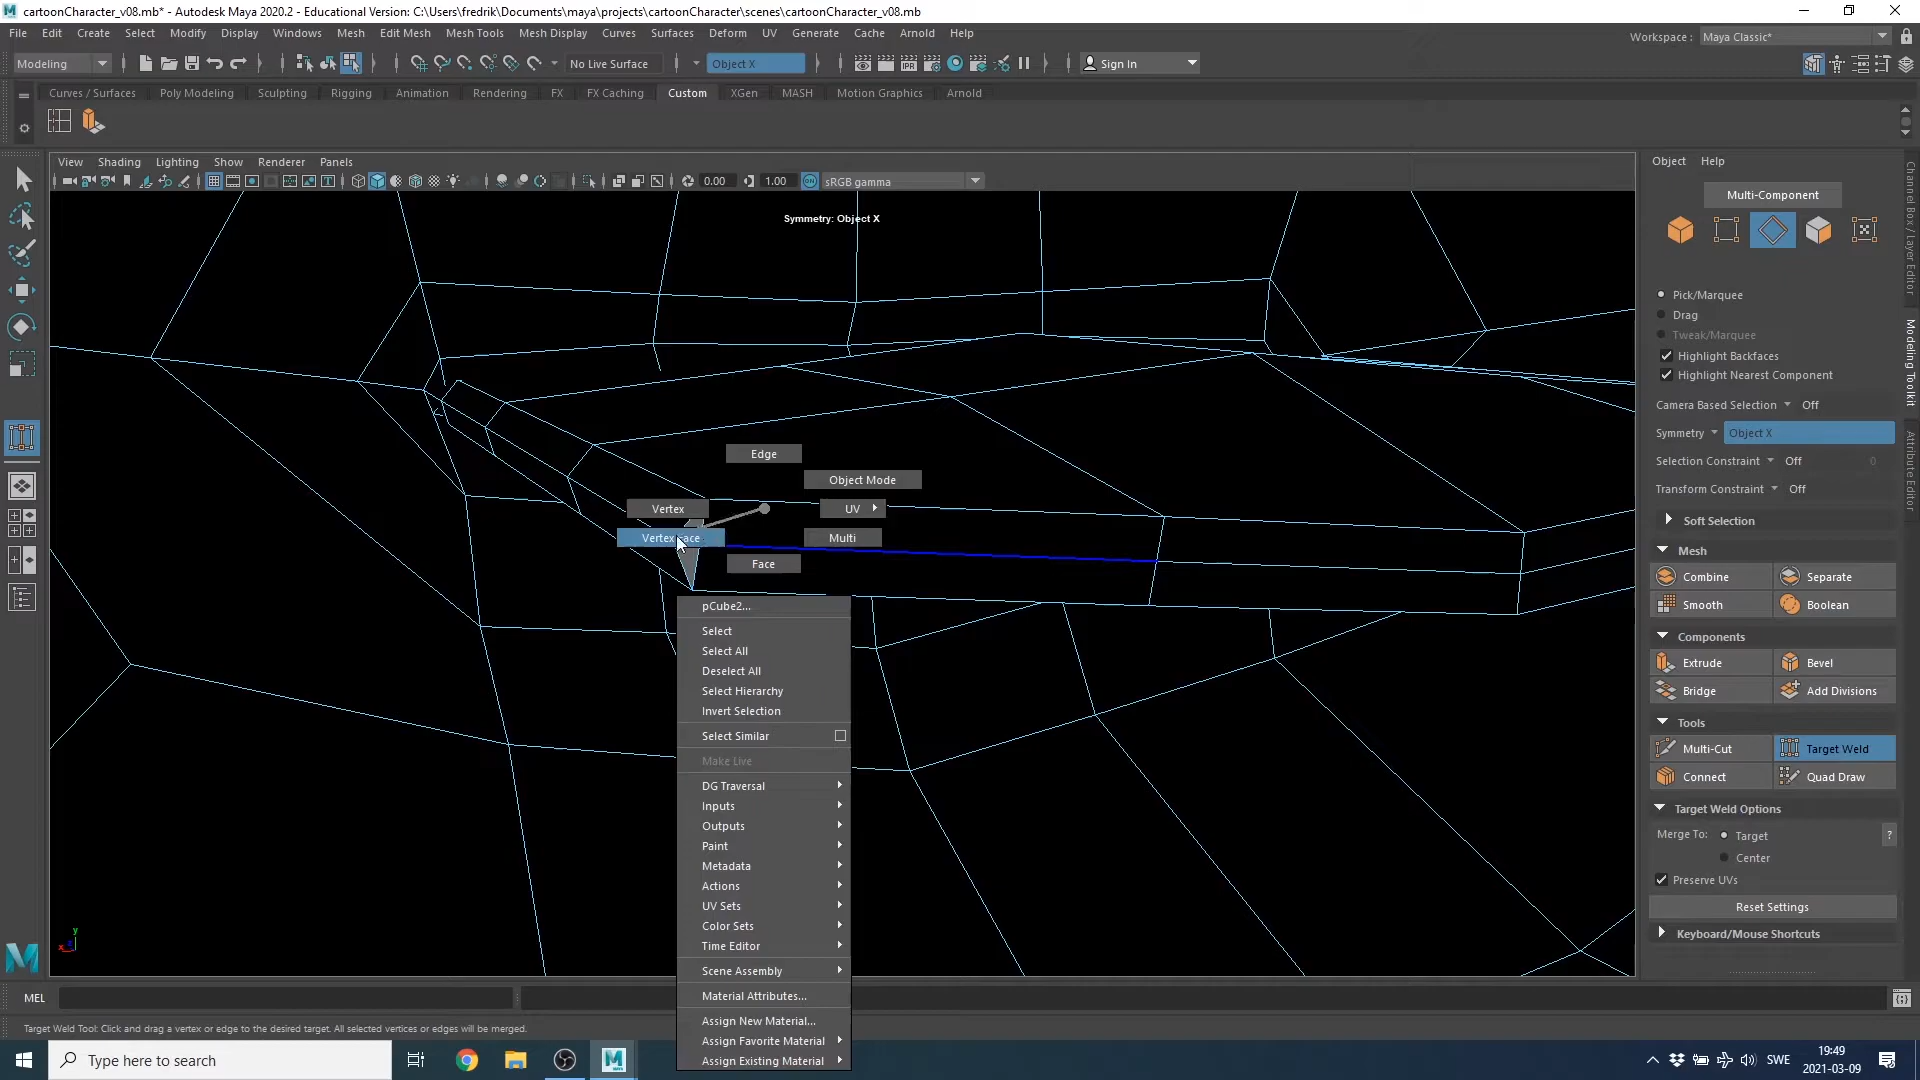 cartoonCharacter_v08.mb* - Autodesk Maya 2020.2 - Educational Version: C:\Users\fredrik\Documents\maya\projects\cartoonCharacter\scenes\cartoonCharacter_v08.mb
File Edit Create Select Modify Display Windows Mesh Edit Mesh Mesh Tools Mesh Display Curves Surfaces Deform UV Generate Cache Arnold Help
Workspace : Maya Classic*
Modeling No Live Surface Object X Sign In
Curves / Surfaces Poly Modeling Sculpting Rigging Animation Rendering FX FX Caching Custom XGen MASH Motion Graphics Arnold
View Shading Lighting Show Renderer Panels
0.00 1.00 ON sRGB gamma
Symmetry: Object X
Edge
Object Mode
Vertex
UV
Vertex Face
Multi
Face
pCube2...
Select
Select All
Deselect All
Select Hierarchy
Invert Selection
Select Similar
Make Live
DG Traversal
Inputs
Outputs
Paint
Metadata
Actions
UV Sets
Color Sets
Time Editor
Scene Assembly
Material Attributes...
Assign New Material...
Assign Favorite Material
Assign Existing Material
y
x
Object Help
Multi-Component
Pick/Marquee
Drag
Tweak/Marquee
Highlight Backfaces
Highlight Nearest Component
Camera Based Selection Off
Symmetry Object X
Selection Constraint Off 0
Transform Constraint Off
Soft Selection
Mesh
Combine Separate
Smooth Boolean
Components
Extrude Bevel
Bridge Add Divisions
Tools
Multi-Cut Target Weld
Connect Quad Draw
Target Weld Options
Merge To: Target ?
Center
Preserve UVs
Reset Settings
Keyboard/Mouse Shortcuts
Channel Box / Layer Editor
Modeling Toolkit
Attribute Editor
MEL
Target Weld Tool: Click and drag a vertex or edge to the desired target. All selected vertices or edges will be merged.
Type here to search
SWE
19:49
2021-03-09